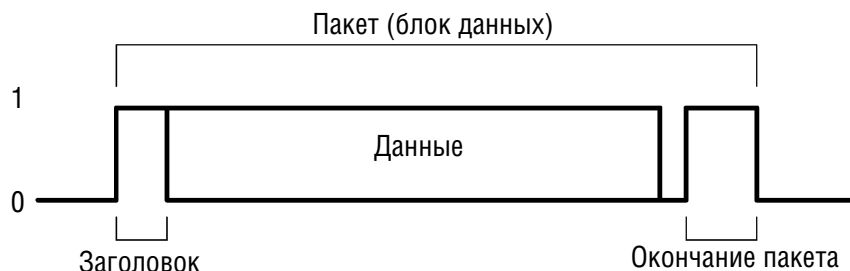 Пакет (блок данных)
1
Данные
0
Заголовок
Окончание пакета